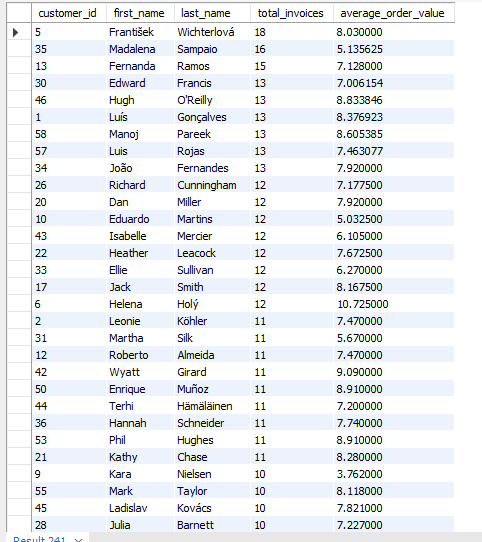 customer_id first_name last_name total_invoices average_order_value
5 František Wichterlová 18 8.030000
35 Madalena Sampaio 16 5.135625
13 Fernanda Ramos 15 7.128000
30 Edward Francis 13 7.006154
46 Hugh O'Reilly 13 8.833846
1 Luís Gonçalves 13 8.376923
58 Manoj Pareek 13 8.605385
57 Luis Rojas 13 7.463077
34 João Fernandes 13 7.920000
26 Richard Cunningham 12 7.177500
20 Dan Miller 12 7.920000
10 Eduardo Martins 12 5.032500
43 Isabelle Mercier 12 6.105000
22 Heather Leacock 12 7.672500
33 Ellie Sullivan 12 6.270000
17 Jack Smith 12 8.167500
6 Helena Holý 12 10.725000
2 Leonie Köhler 11 7.470000
31 Martha Silk 11 5.670000
12 Roberto Almeida 11 7.470000
42 Wyatt Girard 11 9.090000
50 Enrique Muñoz 11 8.910000
44 Terhi Hämäläinen 11 7.200000
36 Hannah Schneider 11 7.740000
53 Phil Hughes 11 8.910000
21 Kathy Chase 11 8.280000
9 Kara Nielsen 10 3.762000
55 Mark Taylor 10 8.118000
45 Ladislav Kovács 10 7.821000
28 Julia Barnett 10 7.227000
Result 241